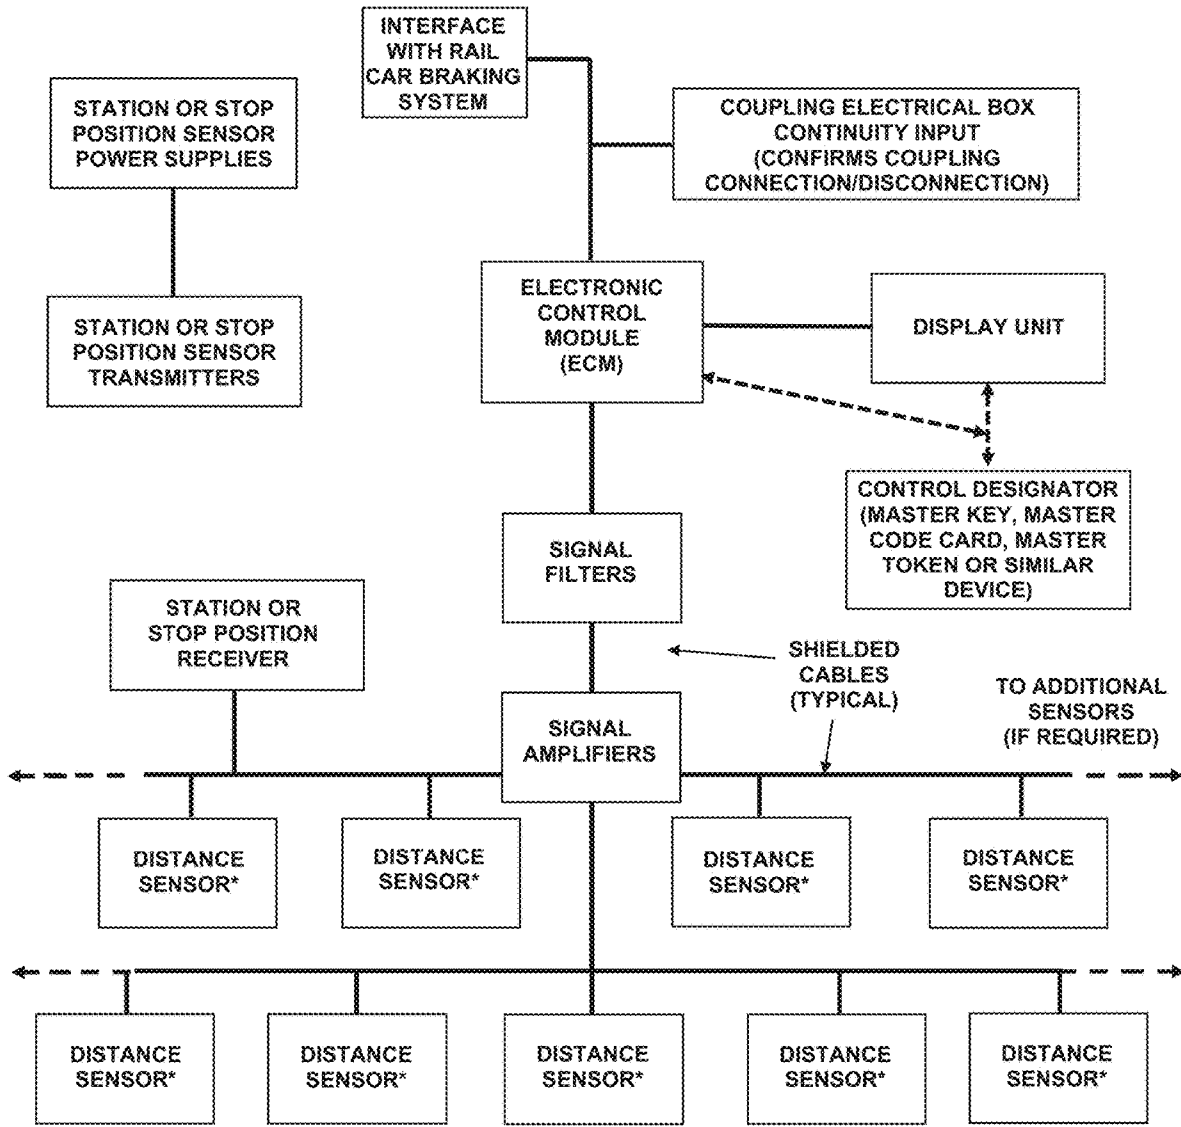 INTERFACE
WITH RAIL
CAR BRAKING
SYSTEM
STATION OR STOP
POSITION SENSOR
POWER SUPPLIES
COUPLING ELECTRICAL BOX
CONTINUITY INPUT
(CONFIRMS COUPLING
CONNECTION/DISCONNECTION)
STATION OR STOP
POSITION SENSOR
TRANSMITTERS
ELECTRONIC
CONTROL
MODULE
(ECM)
DISPLAY UNIT
CONTROL DESIGNATOR
(MASTER KEY, MASTER
CODE CARD, MASTER
TOKEN OR SIMILAR
DEVICE)
SIGNAL
FILTERS
STATION OR
STOP POSITION
RECEIVER
SHIELDED
CABLES
(TYPICAL)
TO ADDITIONAL
SENSORS
(IF REQUIRED)
SIGNAL
AMPLIFIERS
DISTANCE
SENSOR*
DISTANCE
SENSOR*
DISTANCE
SENSOR*
DISTANCE
SENSOR*
DISTANCE
SENSOR*
DISTANCE
SENSOR*
DISTANCE
SENSOR*
DISTANCE
SENSOR*
DISTANCE
SENSOR*